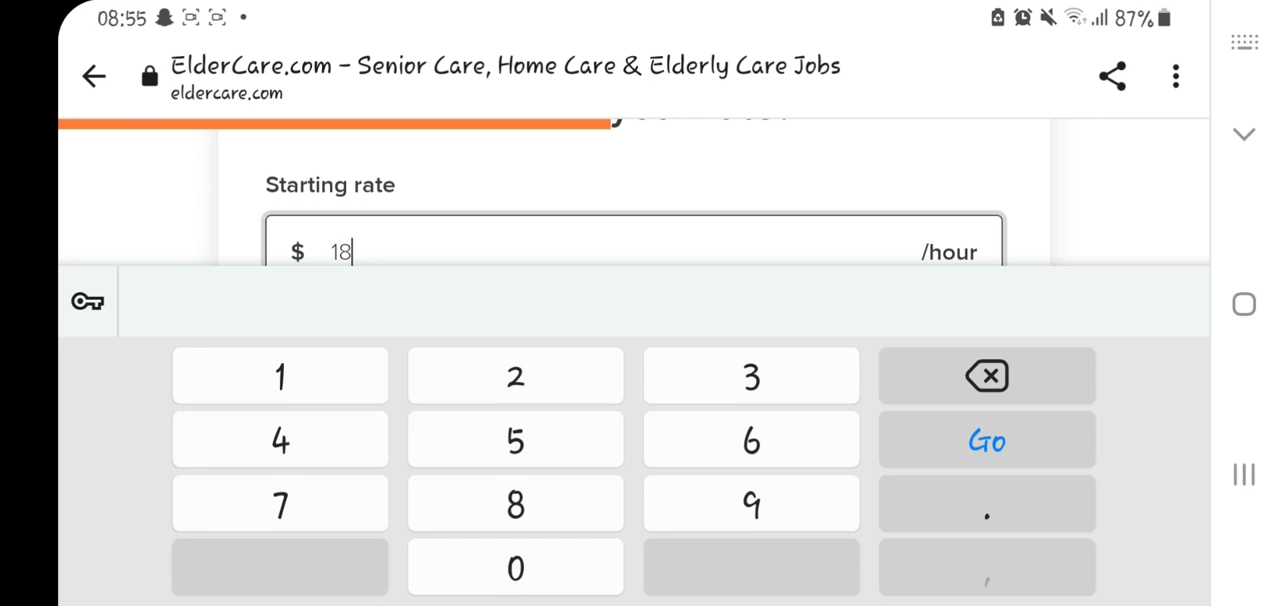 08:55
87%
ElderCare.com – Senior Care, Home Care & Elderly Care Jobs
eldercare.com
Starting rate
$ 18 /hour
1 2 3
4 5 6 Go
7 8 9 .
0 ,